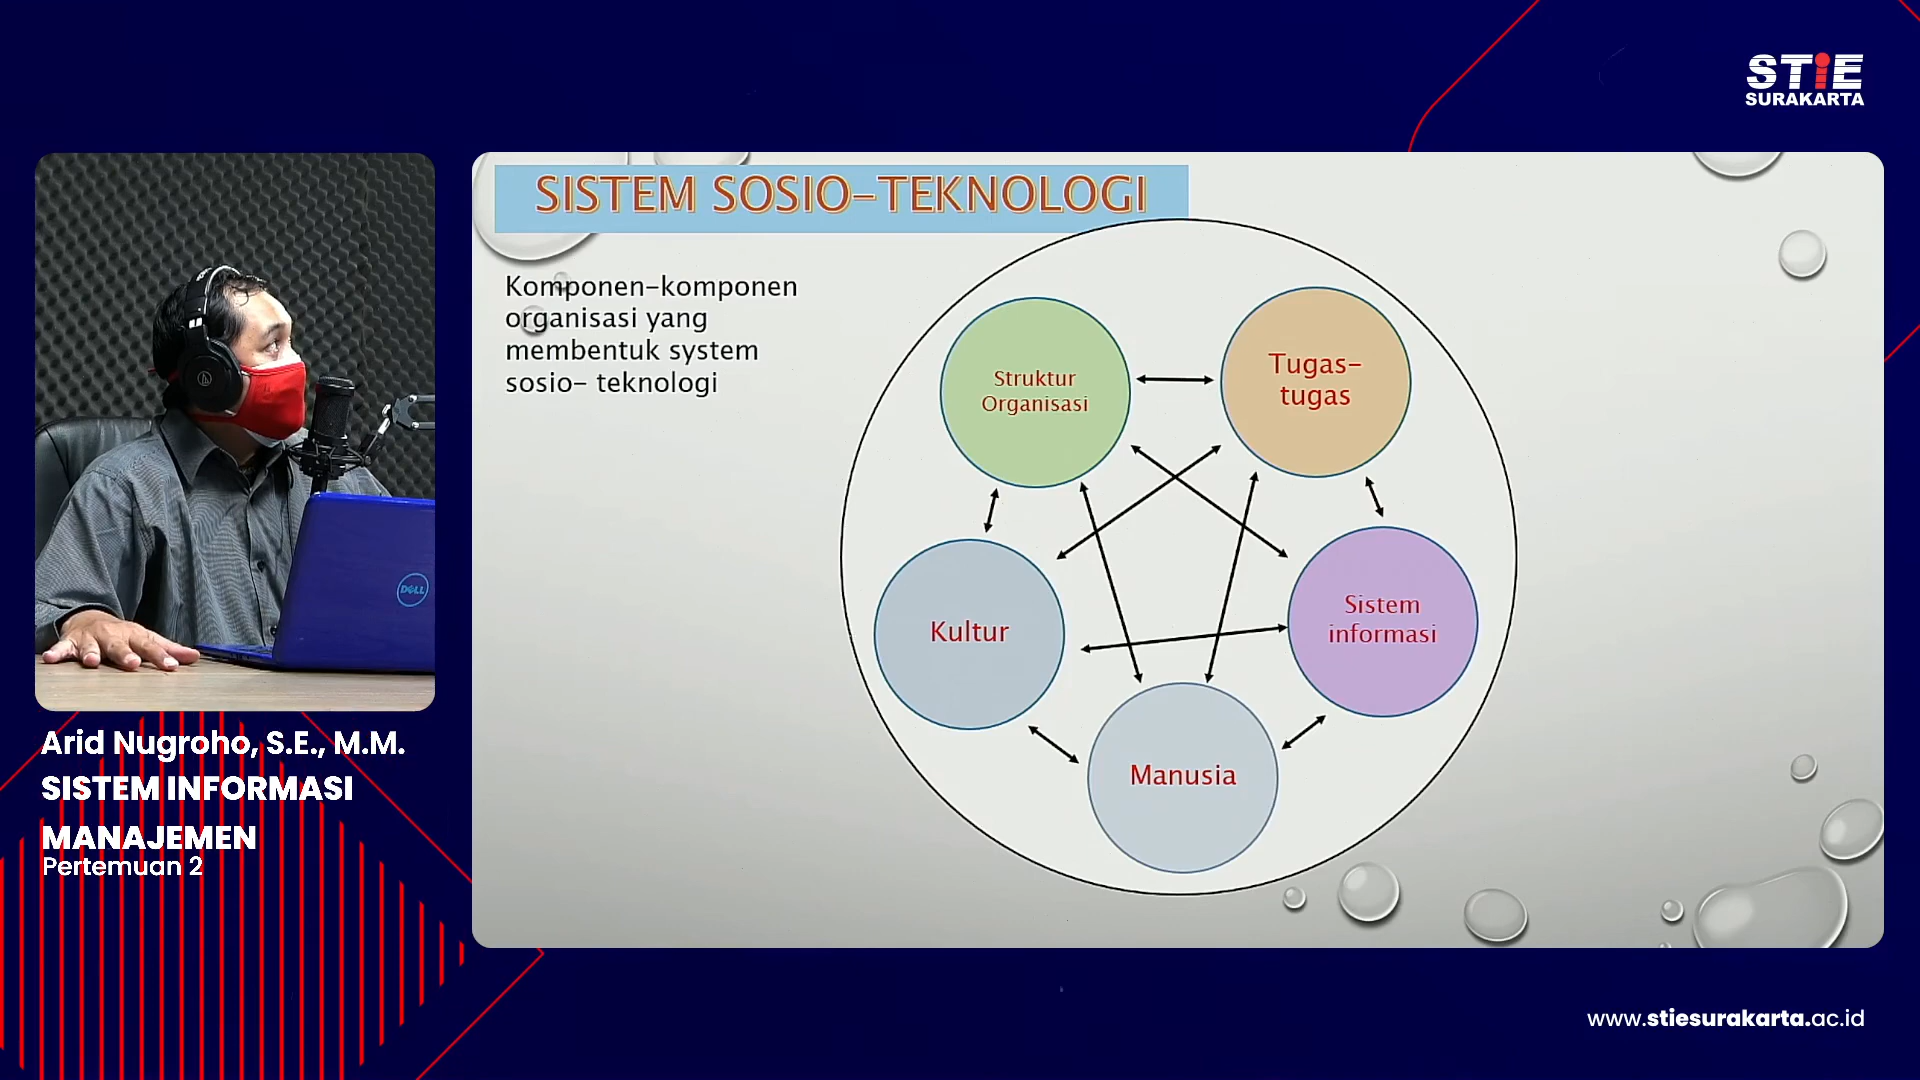 STiE
SURAKARTA
SISTEM SOSIO-TEKNOLOGI
Komponen-komponen
organisasi yang
membentuk system
sosio- teknologi
Struktur
Organisasi
Tugas-
tugas
Kultur
Sistem
informasi
Manusia
DELL
Arid Nugroho, S.E., M.M.
SISTEM INFORMASI
MANAJEMEN
Pertemuan 2
www.stiesurakarta.ac.id